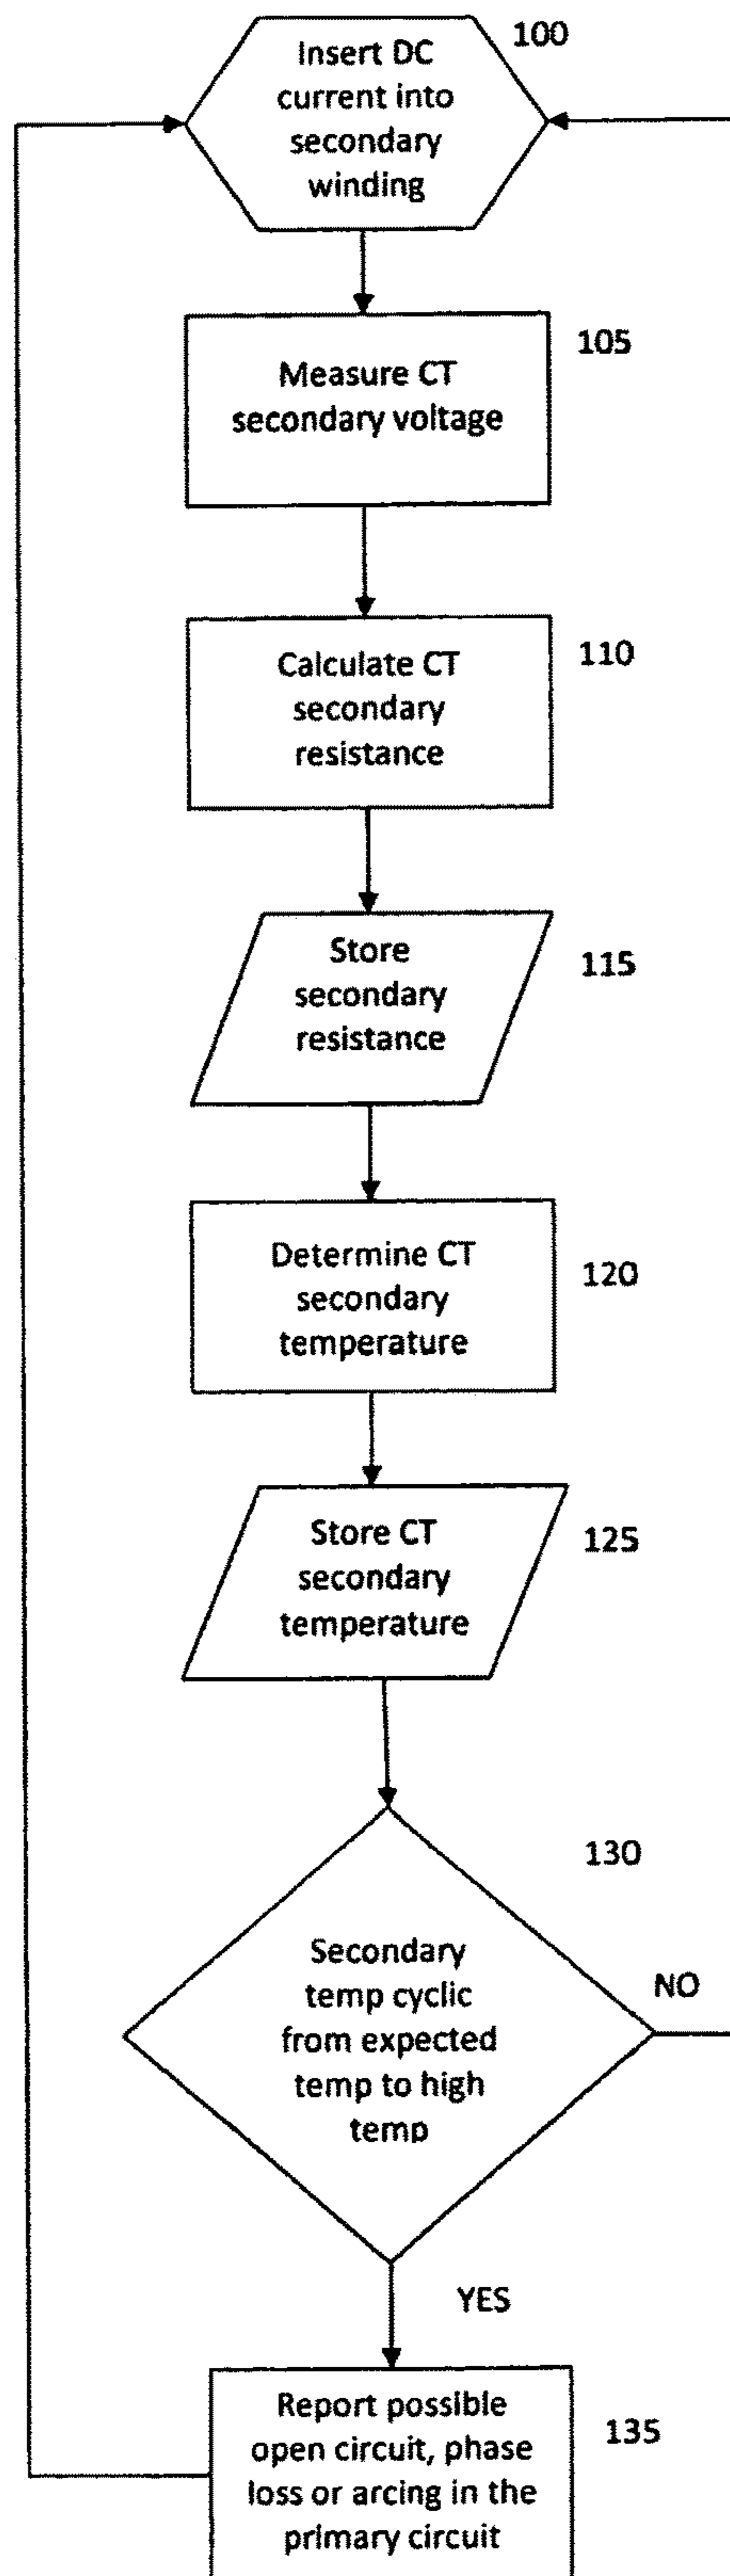 100
Insert DC
current into
secondary
winding
105
Measure CT
secondary voltage
110
Calculate CT
secondary
resistance
115
Store
secondary
resistance
120
Determine CT
secondary
temperature
125
Store CT
secondary
temperature
130
Secondary
temp cyclic
from expected
temp to high
temp
NO
YES
135
Report possible
open circuit, phase
loss or arcing in the
primary circuit